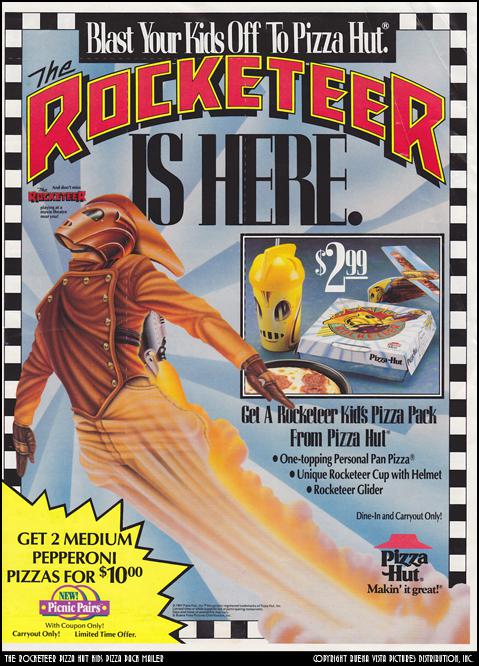 Blast Your Kids Off To Pizza Hut.®
The
ROCKETEER
IS HERE.
And don't miss
The
ROCKETEER
playing at a
movie theatre
near you!
$2.99
Pizza Hut
Get A Rocketeer Kid's Pizza Pack
From Pizza Hut®
• One-topping Personal Pan Pizza®
• Unique Rocketeer Cup with Helmet
• Rocketeer Glider
Dine-In and Carryout Only!
GET 2 MEDIUM
PEPPERONI
PIZZAS FOR $10.00
NEW!
Picnic Pairs
With Coupon Only!
Carryout Only! Limited Time Offer.
Pizza
Hut®
Makin' it great!®
THE ROCKETEER PIZZA HUT KIDS PIZZA PACK MAILER
COPYRIGHT BUENA VISTA PICTURES DISTRIBUTION, INC.